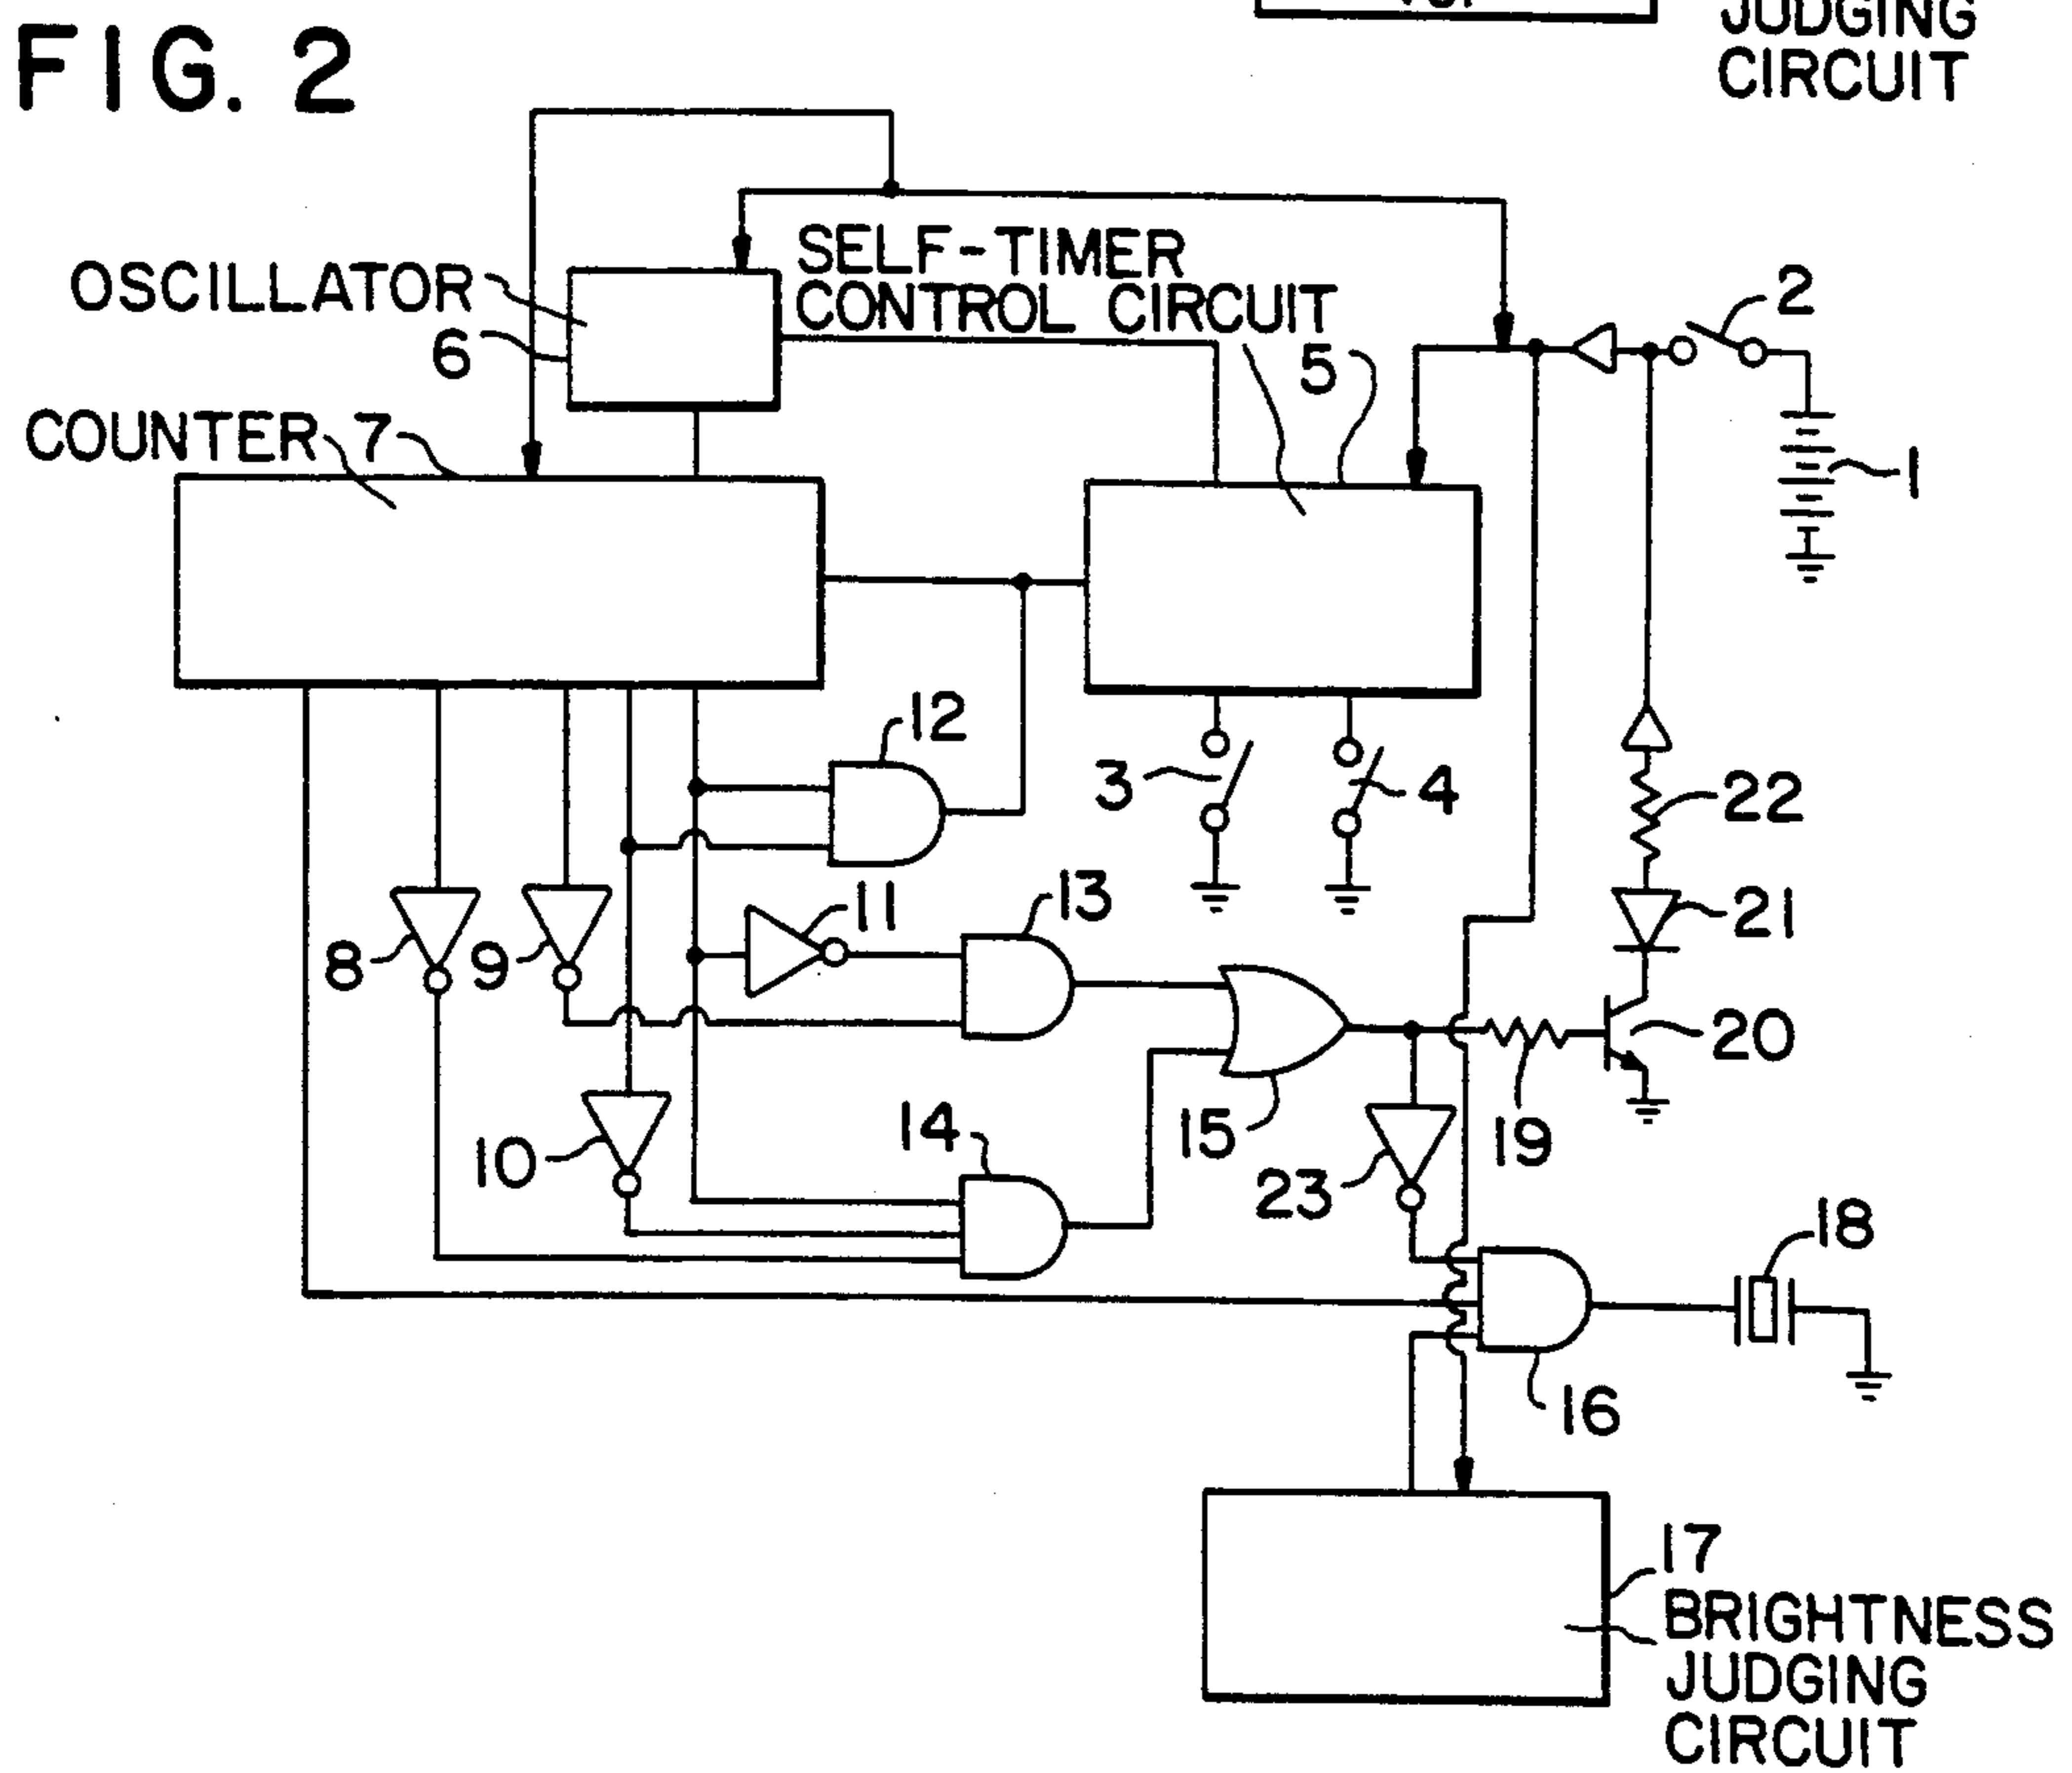 JUDGING
CIRCUIT
FIG. 2
SELF-TIMER
CONTROL CIRCUIT
OSCILLATOR
6
5
2
COUNTER 7
1
12
3
4
22
8
9
11
13
21
20
10
14
15
19
23
18
16
17
BRIGHTNESS
JUDGING
CIRCUIT